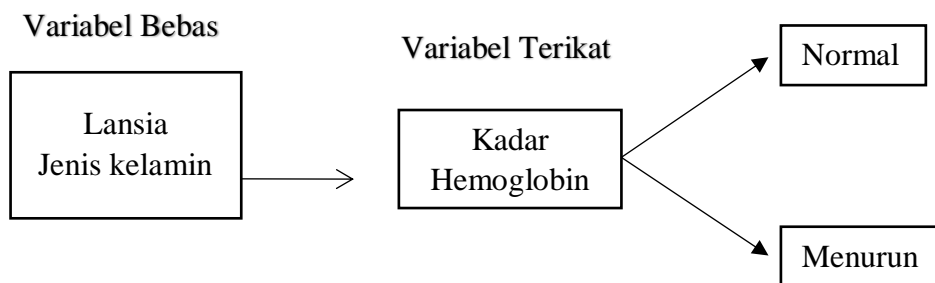 Variabel Bebas
Lansia
Jenis kelamin
Variabel Terikat
Kadar
Hemoglobin
Normal
Menurun